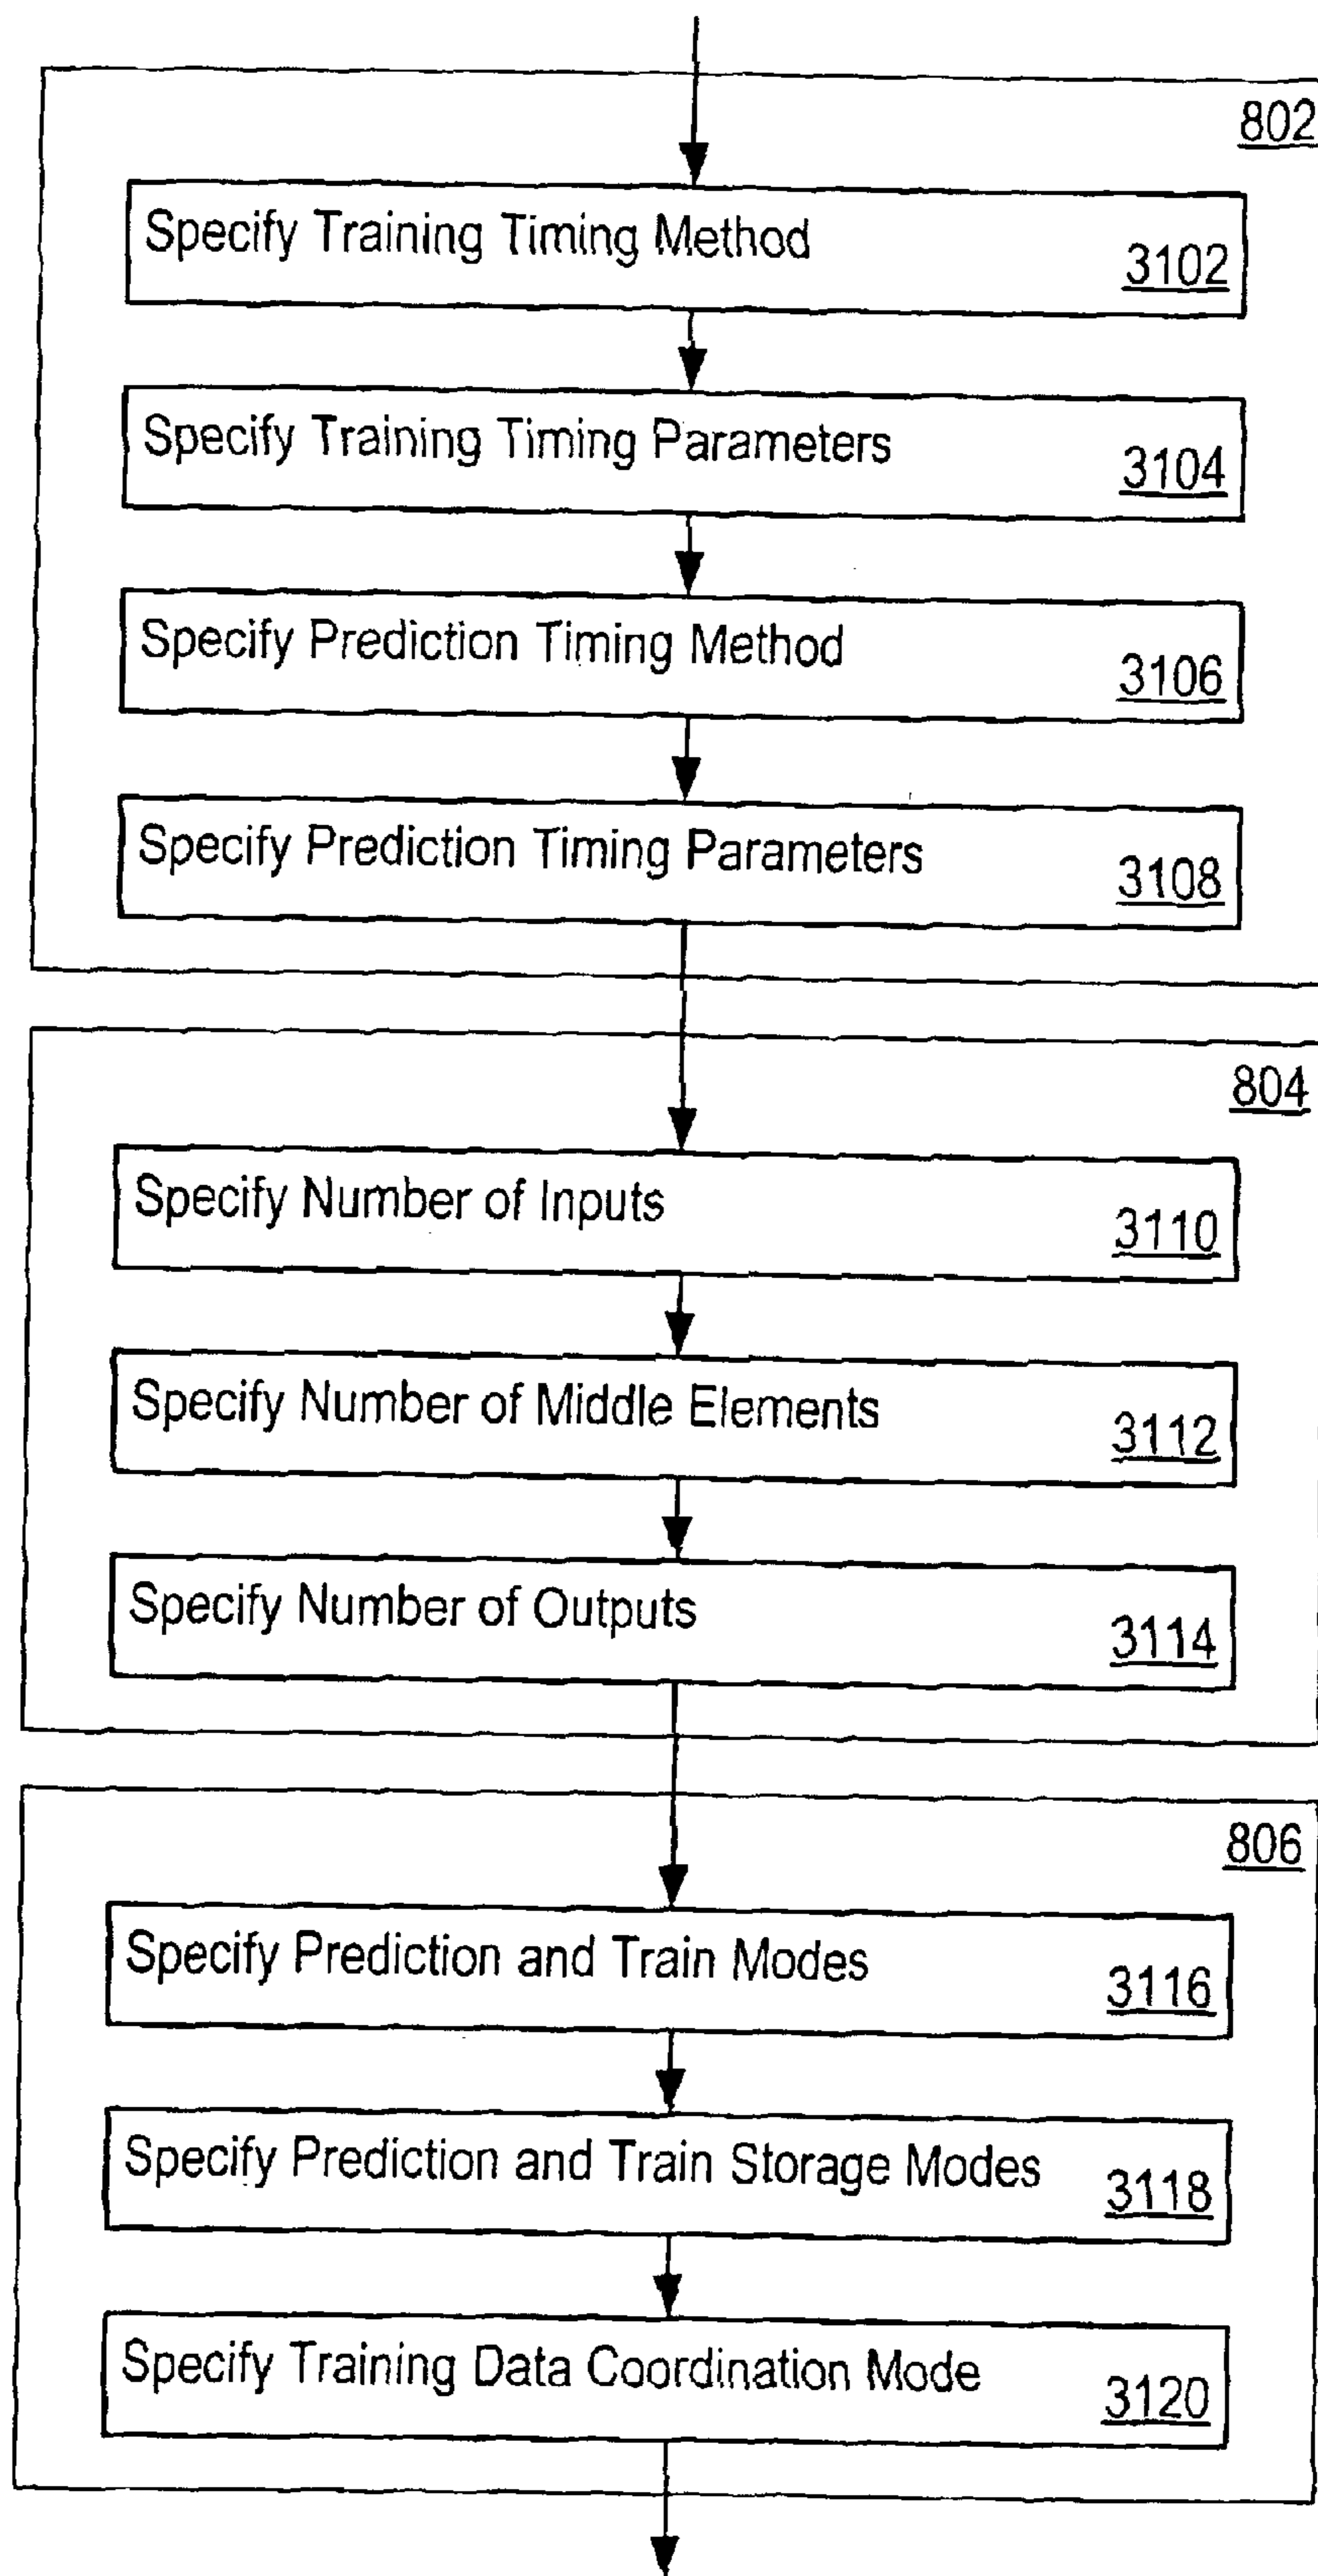 802
Specify Training Timing Method
3102
Specify Training Timing Parameters
3104
Specify Prediction Timing Method
3106
Specify Prediction Timing Parameters
3108
804
Specify Number of Inputs
3110
Specify Number of Middle Elements
3112
Specify Number of Outputs
3114
806
Specify Prediction and Train Modes
3116
Specify Prediction and Train Storage Modes
3118
Specify Training Data Coordination Mode
3120